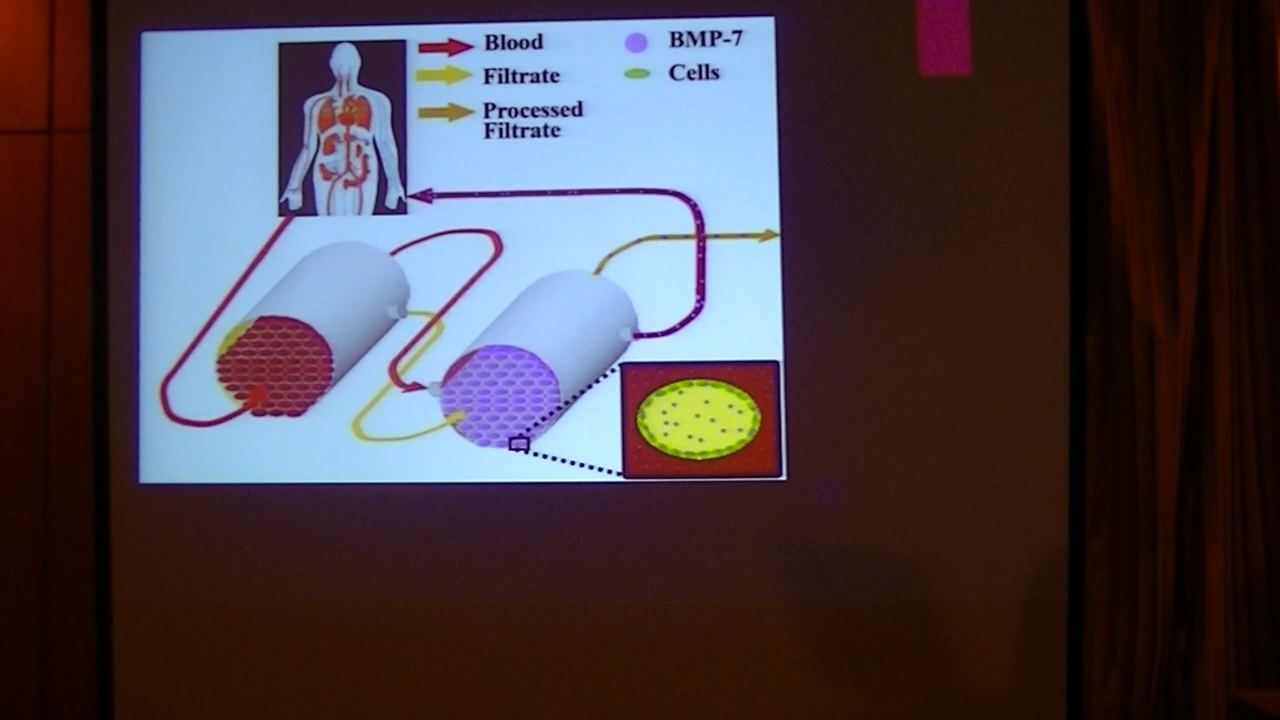 Blood
Filtrate
Processed
Filtrate
BMP-7
Cells